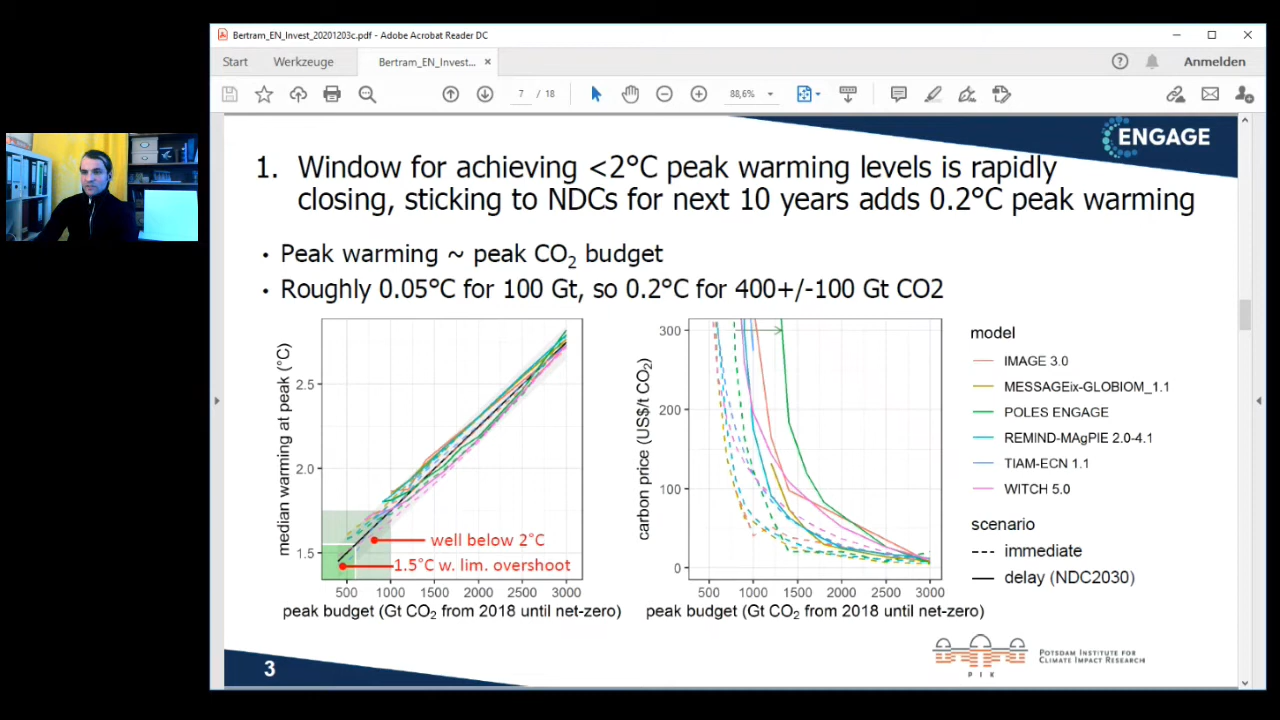 Bertram_EN_Invest_20201203c.pdf - Adobe Acrobat Reader DC
Start
Werkzeuge
Bertram_EN_Invest...
Anmelden
7 / 18
88,6%
ENGAGE
1. Window for achieving <2°C peak warming levels is rapidly
closing, sticking to NDCs for next 10 years adds 0.2°C peak warming
• Peak warming ~ peak CO₂ budget
• Roughly 0.05°C for 100 Gt, so 0.2°C for 400+/-100 Gt CO2
median warming at peak (°C)
2.5
2.0
1.5
well below 2°C
1.5°C w. lim. overshoot
500 1000 1500 2000 2500 3000
peak budget (Gt CO₂ from 2018 until net-zero)
carbon price (US$/t CO₂)
300
200
100
0
500 1000 1500 2000 2500 3000
peak budget (Gt CO₂ from 2018 until net-zero)
model
IMAGE 3.0
MESSAGEix-GLOBIOM_1.1
POLES ENGAGE
REMIND-MAgPIE 2.0-4.1
TIAM-ECN 1.1
WITCH 5.0
scenario
immediate
delay (NDC2030)
3
PIK
POTSDAM INSTITUTE FOR
CLIMATE IMPACT RESEARCH